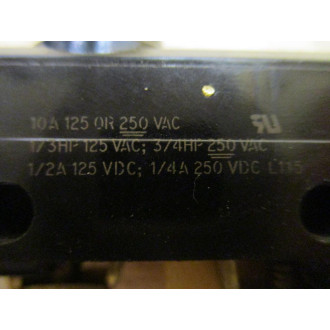 10A 125 OR 250 VAC
1/3HP 125 VAC; 3/4HP 250 VAC
1/2A 125 VDC; 1/4A 250 VDC L115